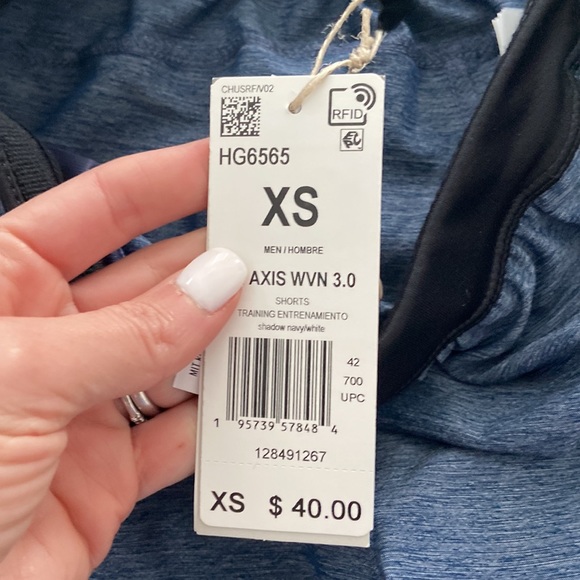 CHUSRF/V02
RFID
HG6565
XS
MEN / HOMBRE
AXIS WVN 3.0
SHORTS
TRAINING ENTRENAMIENTO
shadow navy/white
42
700
UPC
1 95739 57848 4
128491267
XS $ 40.00